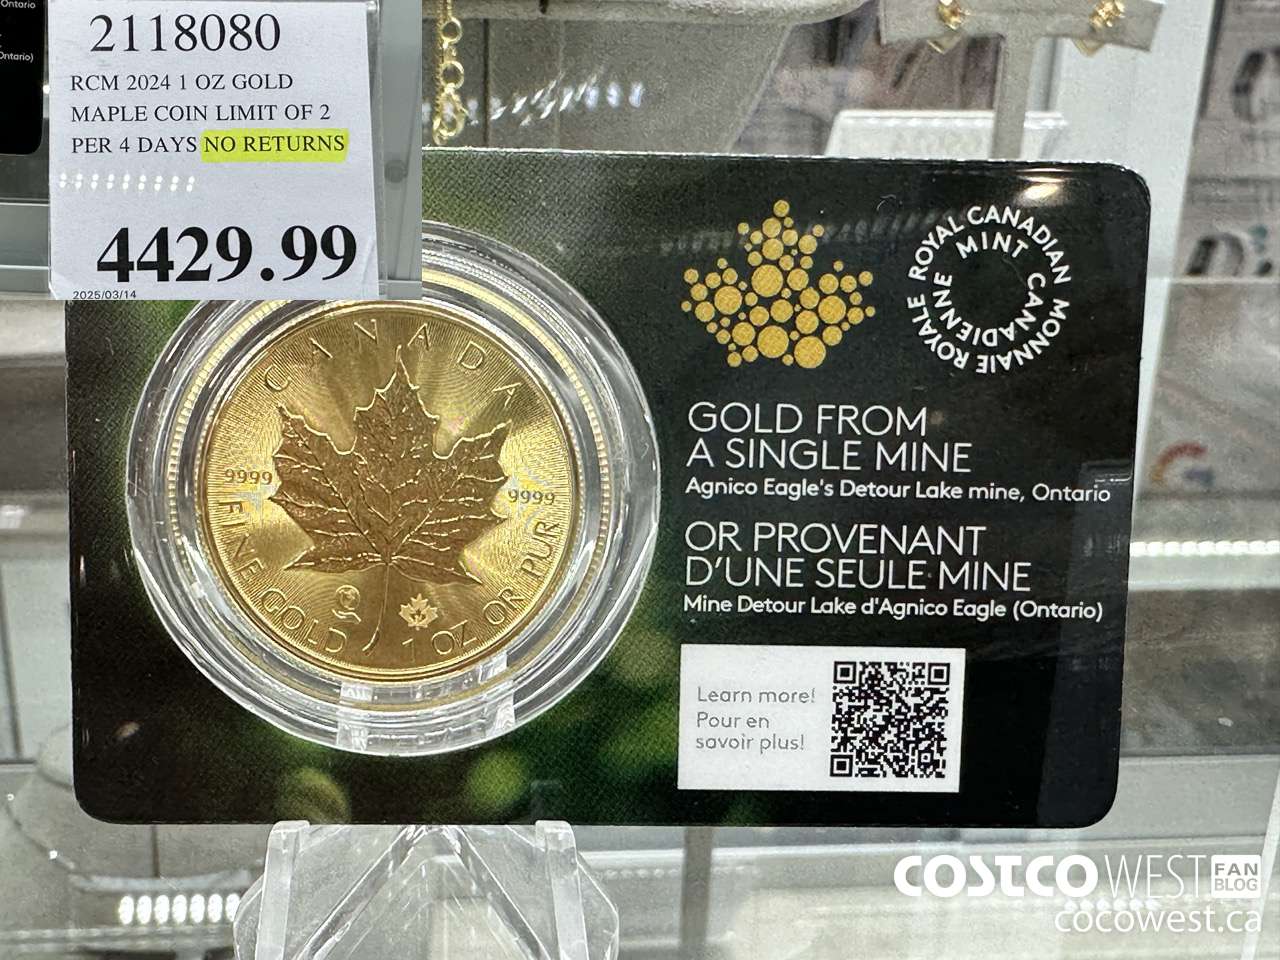 Ontario
Ontario)
2118080
RCM 2024 1 OZ GOLD
MAPLE COIN LIMIT OF 2
PER 4 DAYS NO RETURNS
4429.99
2025/03/14
CANADA
9999
9999
FINE GOLD 1 OZ OR PUR
ROYAL CANADIAN
MINT
MONNAIE ROYALE
CANADIENNE
GOLD FROM
A SINGLE MINE
Agnico Eagle's Detour Lake mine, Ontario
OR PROVENANT
D'UNE SEULE MINE
Mine Detour Lake d'Agnico Eagle (Ontario)
Learn more!
Pour en
savoir plus!
COSTCO WEST FAN
BLOG
cocowest.ca